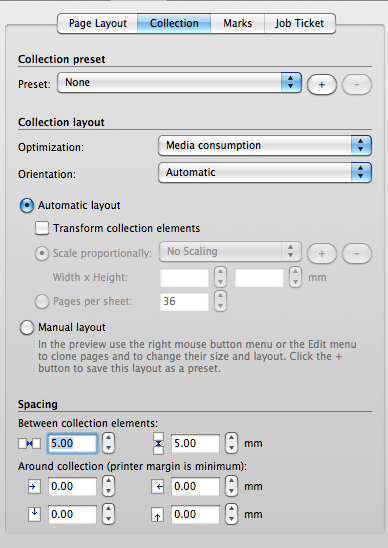 Page Layout Collection Marks Job Ticket
Collection preset
Preset: None + -
Collection layout
Optimization: Media consumption
Orientation: Automatic
Automatic layout
Transform collection elements
Scale proportionally: No Scaling + -
Width x Height: mm
Pages per sheet: 36
Manual layout
In the preview use the right mouse button menu or the Edit menu
to clone pages and to change their size and layout. Click the +
button to save this layout as a preset.
Spacing
Between collection elements:
5.00 5.00 mm
Around collection (printer margin is minimum):
0.00 0.00 mm
0.00 0.00 mm